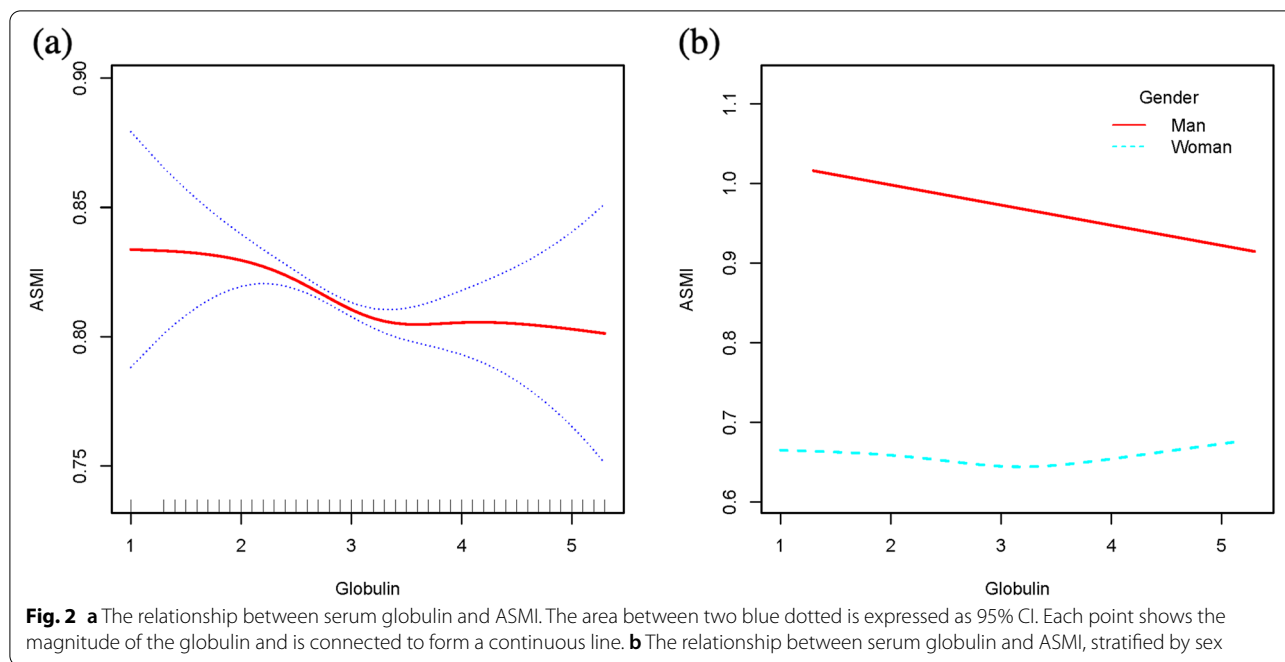 (a)
0.90
0.85
0.80
0.75
ASMI
1 2 3 4 5
Globulin
(b)
Gender
Man
Woman
1.1
1.0
0.9
0.8
0.7
0.6
ASMI
1 2 3 4 5
Globulin
Fig. 2 a The relationship between serum globulin and ASMI. The area between two blue dotted is expressed as 95% CI. Each point shows the
magnitude of the globulin and is connected to form a continuous line. b The relationship between serum globulin and ASMI, stratified by sex